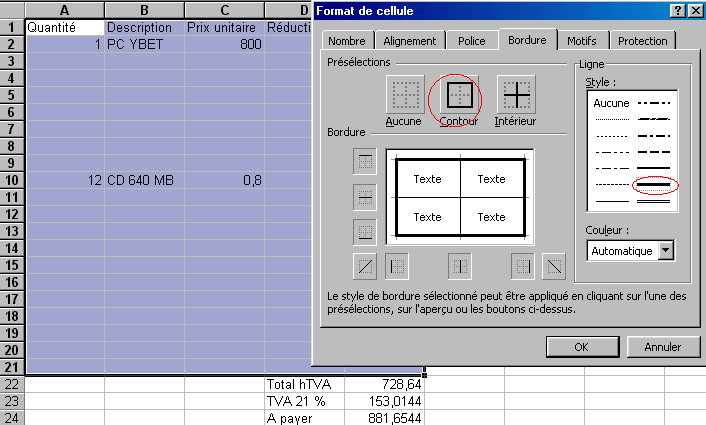 A B C D
1 Quantité Description Prix unitaire Réducti
2 1 PC YBET 800
3
4
5
6
7
8
9
10 12 CD 640 MB 0,8
11
12
13
14
15
16
17
18
19
20
21
22 Total hTVA 728,64
23 TVA 21 % 153,0144
24 A payer 881,6544
Format de cellule
Nombre Alignement Police Bordure Motifs Protection
Présélections
Aucune Contour Intérieur
Bordure
Texte Texte
Texte Texte
Ligne
Style :
Aucune
Couleur :
Automatique
Le style de bordure sélectionné peut être appliqué en cliquant sur l'une des
présélections, sur l'aperçu ou les boutons ci-dessus.
OK Annuler